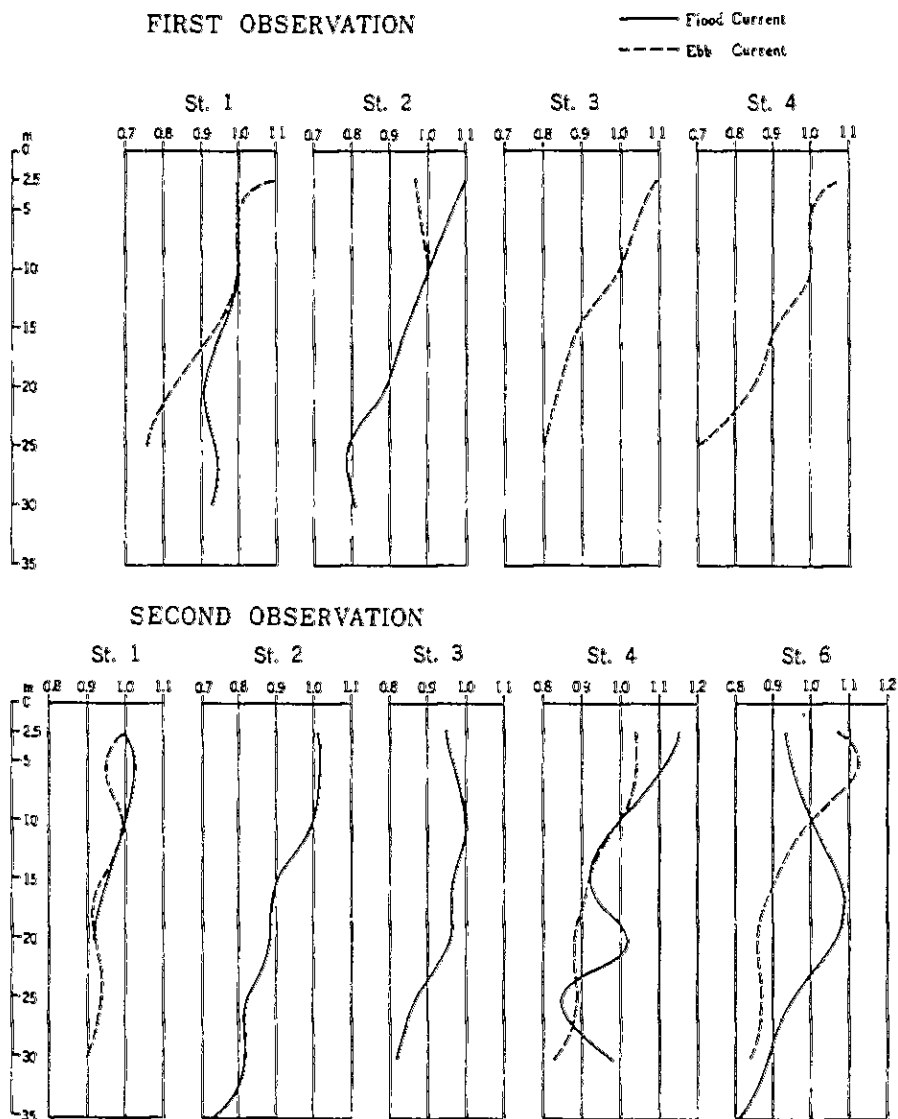 FIRST OBSERVATION
Flood Current
Ebb Current
St. 1
St. 2
St. 3
St. 4
m 0.7 0.8 0.9 1.0 1.1 0.7 0.8 0.9 1.0 1.1 0.7 0.8 0.9 1.0 1.1 0.7 0.8 0.9 1.0 1.1
0
2.5
5
10
15
20
25
30
35
SECOND OBSERVATION
St. 1
St. 2
St. 3
St. 4
St. 6
m 0.8 0.9 1.0 1.1 0.7 0.8 0.9 1.0 1.1 0.8 0.9 1.0 1.1 0.8 0.9 1.0 1.1 1.2 0.8 0.9 1.0 1.1 1.2
0
2.5
5
10
15
20
25
30
35